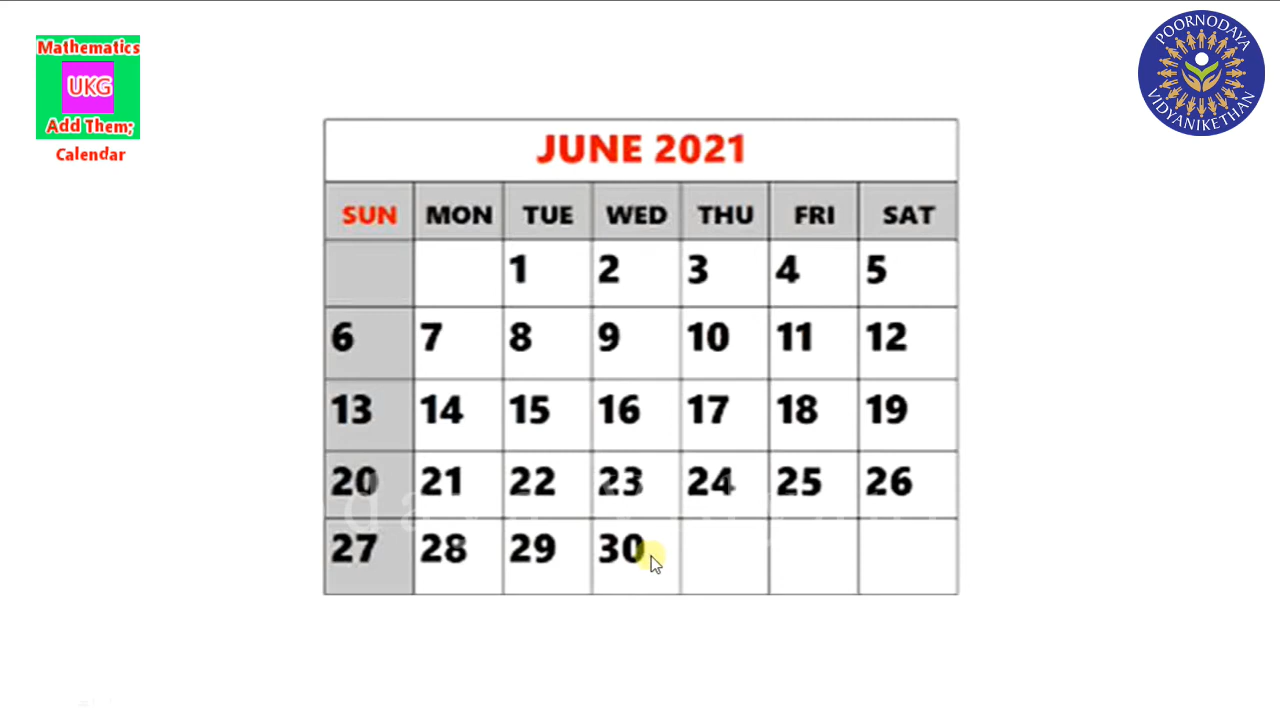 Mathematics
UKG
Add Them;
Calendar
POORNODAYA
VIDYANIKETHAN
JUNE 2021
SUN MON TUE WED THU FRI SAT
1 2 3 4 5
6 7 8 9 10 11 12
13 14 15 16 17 18 19
20 21 22 23 24 25 26
27 28 29 30